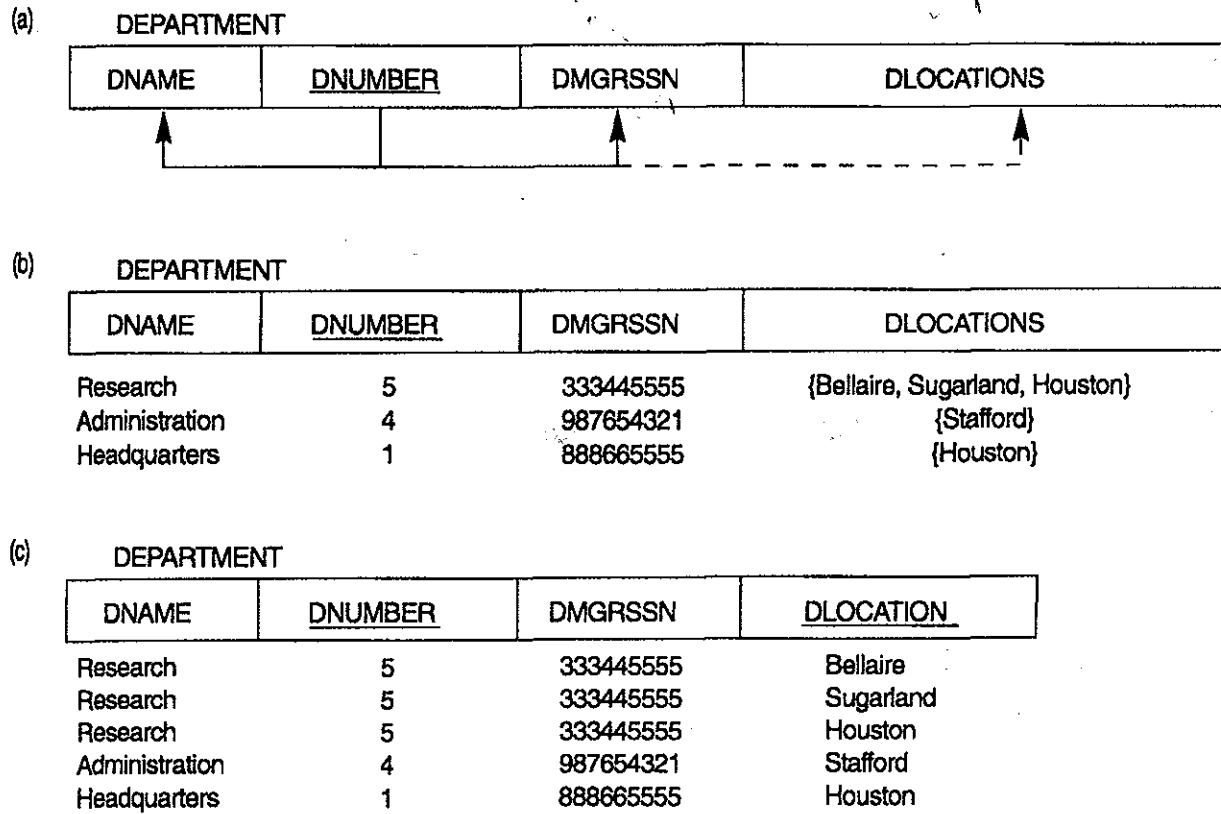 (a) DEPARTMENT
DNAME DNUMBER DMGRSSN DLOCATIONS
(b) DEPARTMENT
DNAME DNUMBER DMGRSSN DLOCATIONS
Research 5 333445555 {Bellaire, Sugarland, Houston}
Administration 4 987654321 {Stafford}
Headquarters 1 888665555 {Houston}
(c) DEPARTMENT
DNAME DNUMBER DMGRSSN DLOCATION
Research 5 333445555 Bellaire
Research 5 333445555 Sugarland
Research 5 333445555 Houston
Administration 4 987654321 Stafford
Headquarters 1 888665555 Houston